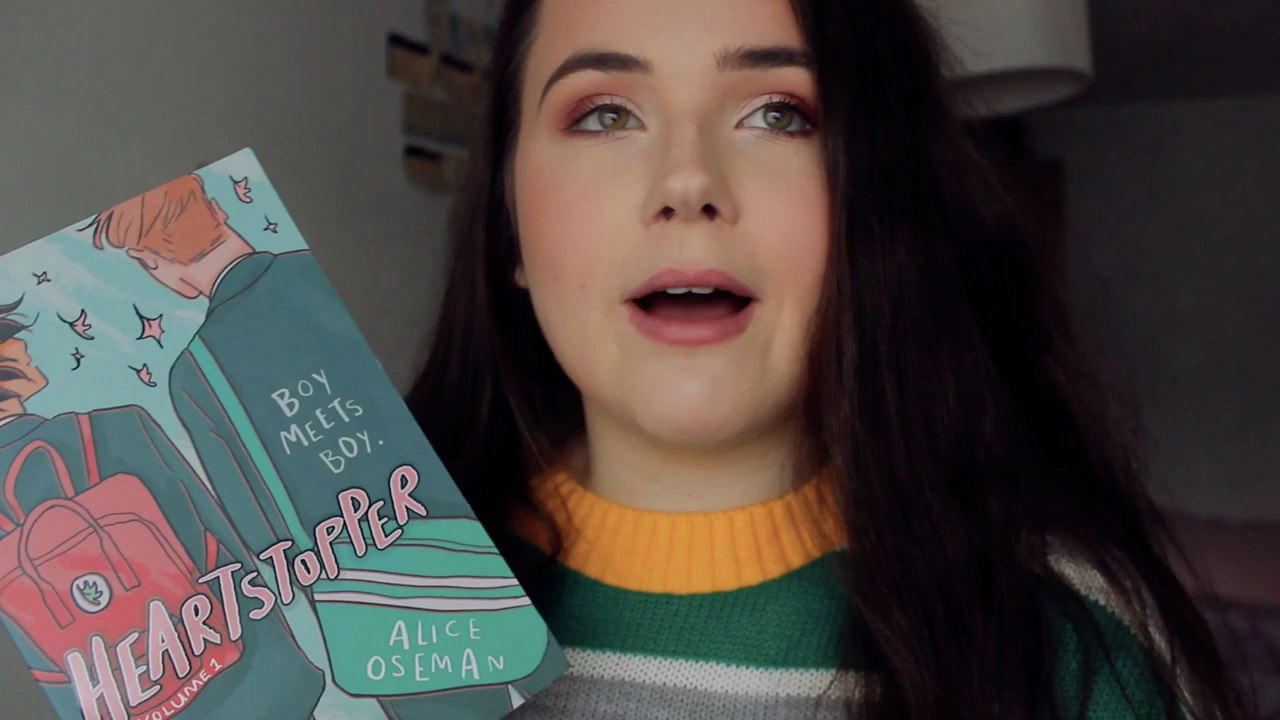 BOY
MEETS
BOY.
HEARTSTOPPER
VOLUME 1
ALICE
OSEMAN